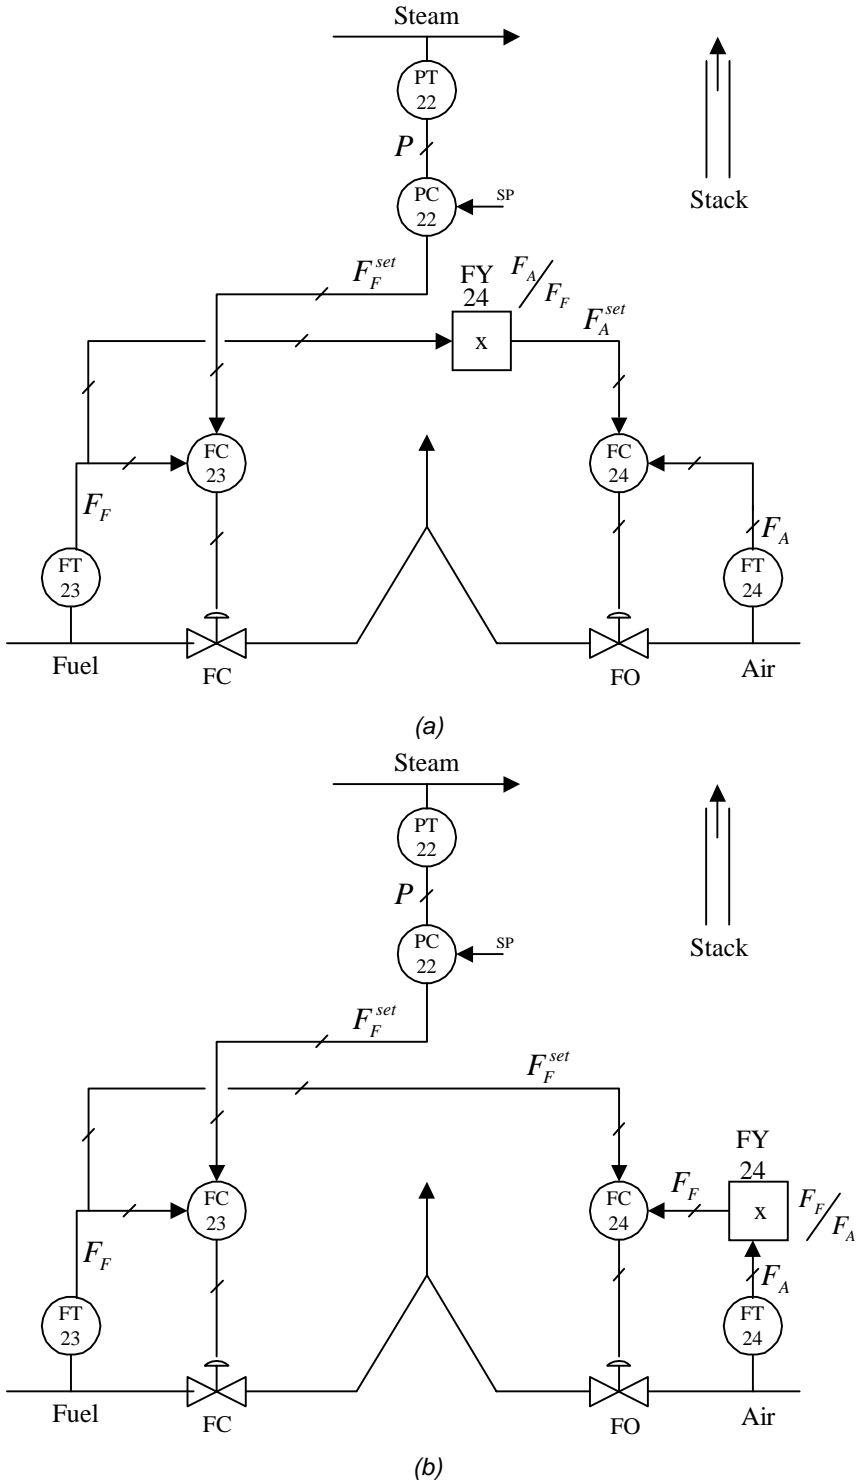 Steam
PT
22
P
PC
22
SP
Stack
F_F^{set}
FY
24
F_A/F_F
x
F_A^{set}
FC
23
FC
24
F_F
F_A
FT
23
FT
24
Fuel
FC
FO
Air
(a)
Steam
PT
22
P
PC
22
SP
Stack
F_F^{set}
F_F^{set}
FY
24
FC
23
FC
24
F_F
x
F_F/F_A
F_F
F_A
FT
23
FT
24
Fuel
FC
FO
Air
(b)